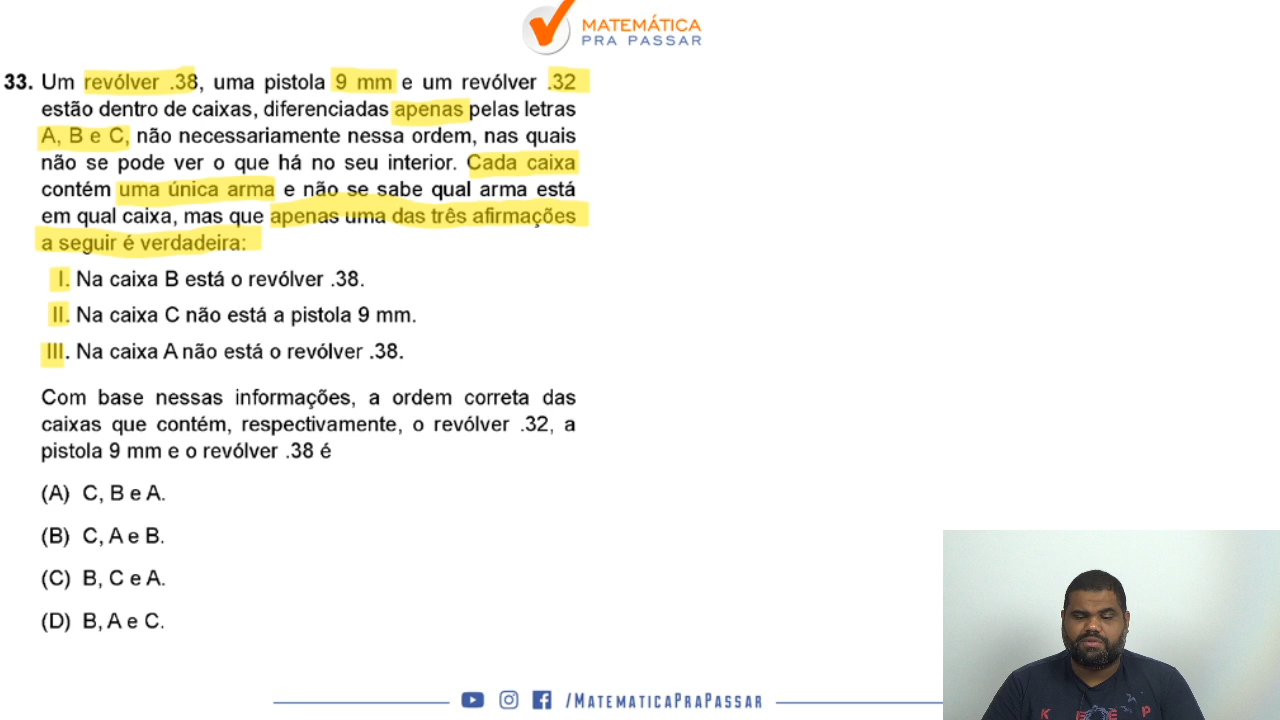 MATEMÁTICA
PRA PASSAR
33. Um revólver .38, uma pistola 9 mm e um revólver .32
estão dentro de caixas, diferenciadas apenas pelas letras
A, B e C, não necessariamente nessa ordem, nas quais
não se pode ver o que há no seu interior. Cada caixa
contém uma única arma e não se sabe qual arma está
em qual caixa, mas que apenas uma das três afirmações
a seguir é verdadeira:
I. Na caixa B está o revólver .38.
II. Na caixa C não está a pistola 9 mm.
III. Na caixa A não está o revólver .38.
Com base nessas informações, a ordem correta das
caixas que contém, respectivamente, o revólver .32, a
pistola 9 mm e o revólver .38 é
(A) C, B e A.
(B) C, A e B.
(C) B, C e A.
(D) B, A e C.
/MATEMATICAPRAPASSAR